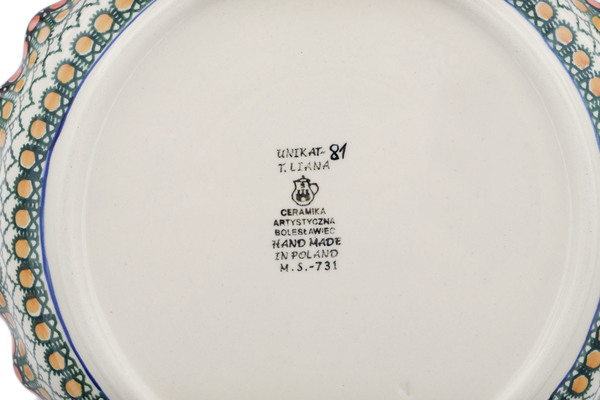 UNIKAT-81
T. LIANA
CERAMIKA
ARTYSTYCZNA
BOLESŁAWIEC
HAND MADE
IN POLAND
M.S.-731